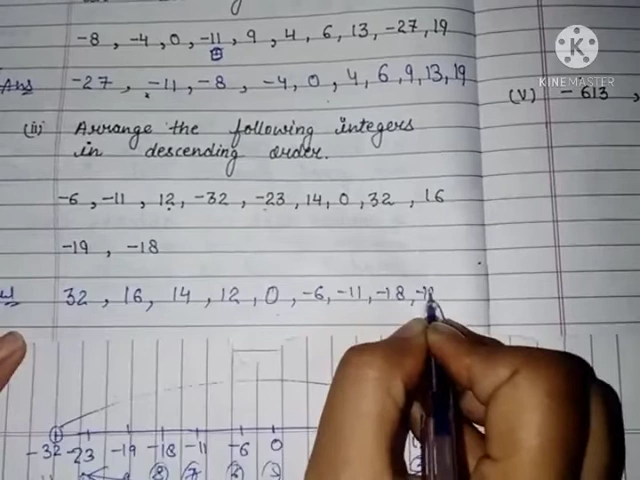 -8 , -4 , 0 , -11 , 9 , 4 , 6 , 13 , -27 , 19
Ans -27 , -11 , -8 , -4 , 0 , 4 , 6 , 9 , 13 , 19
KINEMASTER
(V) -613 ,
(ii) Arrange the following integers
in descending order.
-6 , -11 , 12 , -32 , -23 , 14 , 0 , 32 , 16
-19 , -18
32 , 16 , 14 , 12 , 0 , -6 , -11 , -18 ,
-32 -23 -19 -18 -11 -6 0